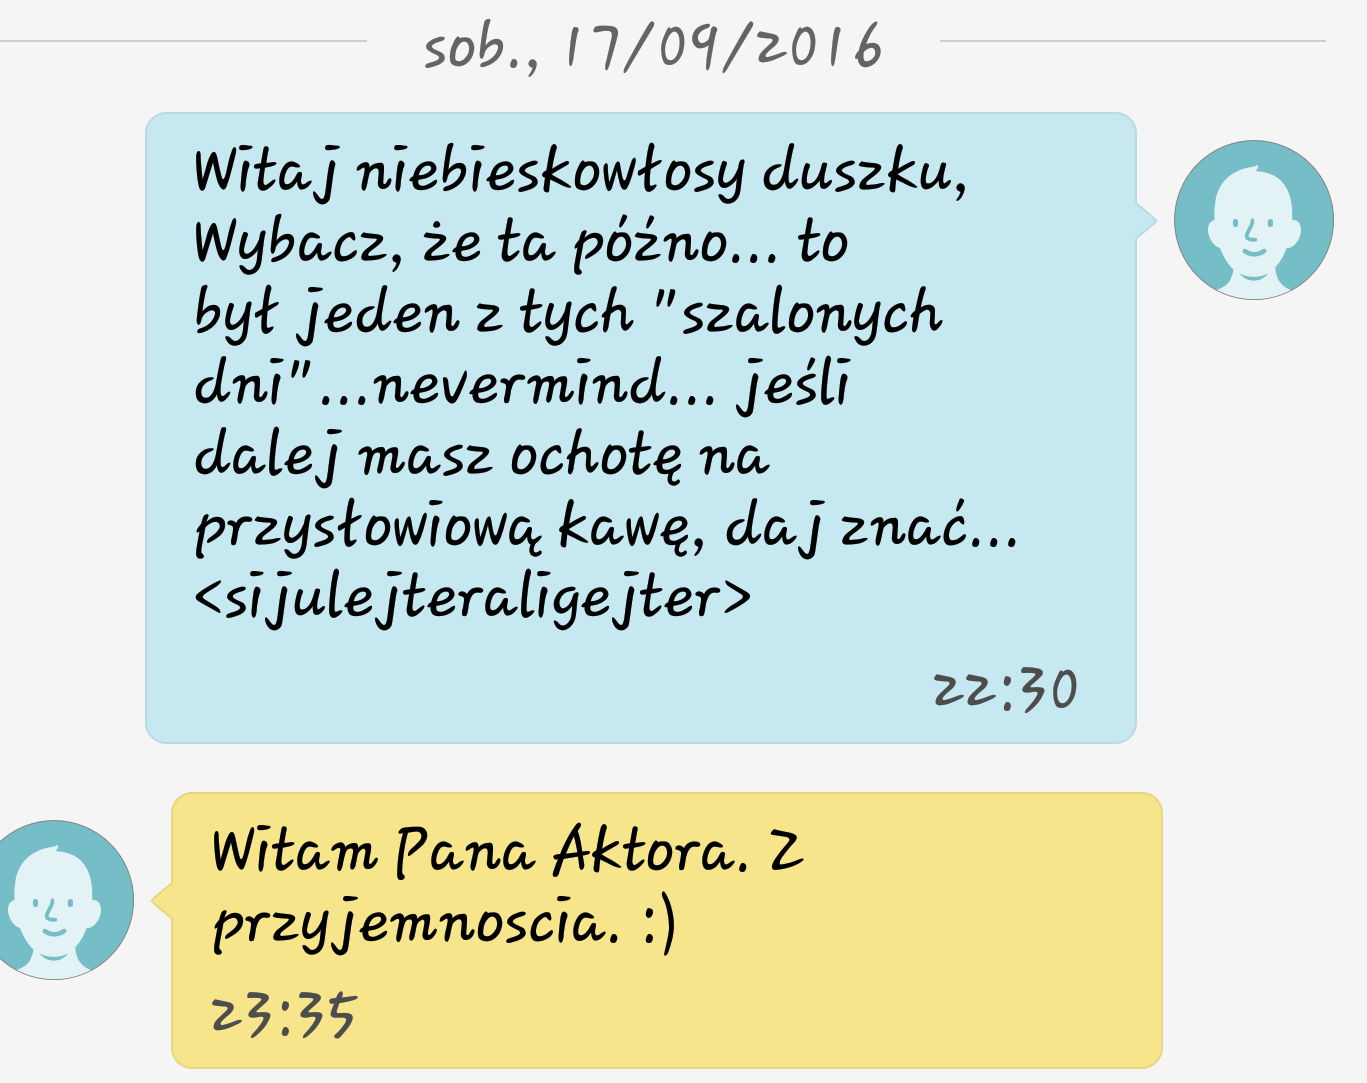 sob., 17/09/2016
Witaj niebieskowłosy duszku,
Wybacz, że ta późno... to
był jeden z tych "szalonych
dni"...nevermind... jeśli
dalej masz ochotę na
przysłowiową kawę, daj znać...
<sijulejteraligejter>
22:30
Witam Pana Aktora. Z
przyjemnoscia. :)
23:35